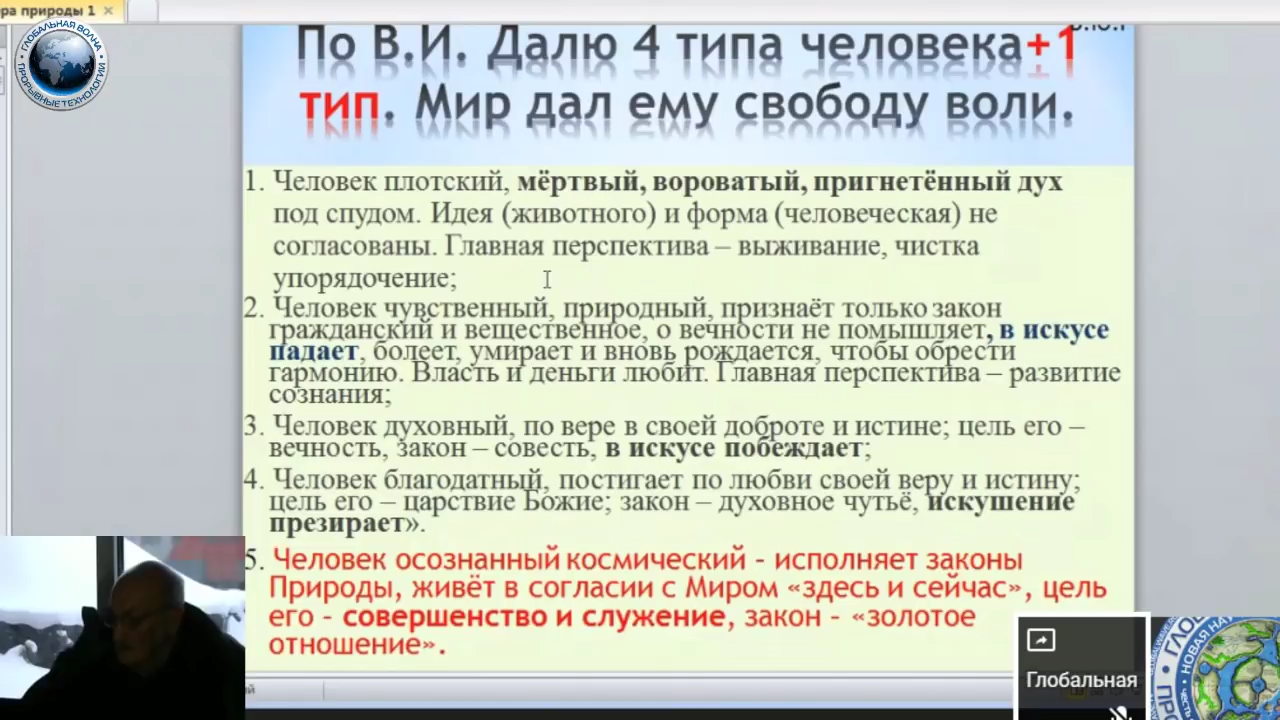 ра природы 1
ГЛОБАЛЬНАЯ ВОЛНА
ПРОРЫВНЫЕ ТЕХНОЛОГИИ
По В.И. Далю 4 типа человека+1
тип. Мир дал ему свободу воли.
1. Человек плотский, мёртвый, вороватый, пригнетённый дух
под спудом. Идея (животного) и форма (человеческая) не
согласованы. Главная перспектива – выживание, чистка
упорядочение;
2. Человек чувственный, природный, признаёт только закон
гражданский и вещественное, о вечности не помышляет, в искусе
падает, болеет, умирает и вновь рождается, чтобы обрести
гармонию. Власть и деньги любит. Главная перспектива – развитие
сознания;
3. Человек духовный, по вере в своей доброте и истине; цель его –
вечность, закон – совесть, в искусе побеждает;
4. Человек благодатный, постигает по любви своей веру и истину;
цель его – царствие Божие; закон – духовное чутьё, искушение
презирает».
5. Человек осознанный космический – исполняет законы
Природы, живёт в согласии с Миром «здесь и сейчас», цель
его – совершенство и служение, закон – «золотое
отношение».
Глобальная